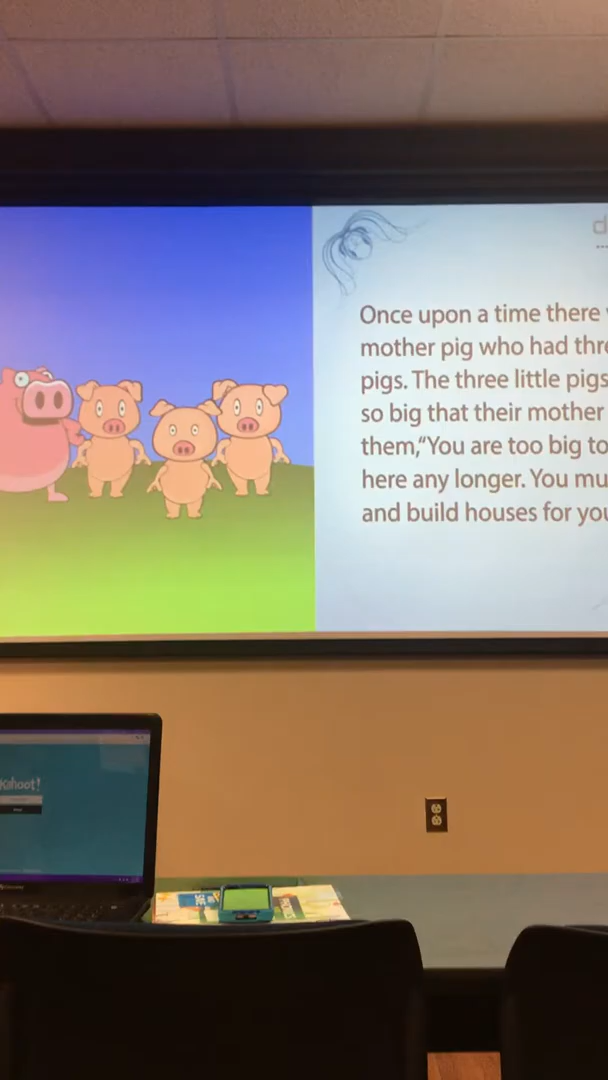 Once upon a time there
mother pig who had
pigs. The three little pigs
so big that their mother
them,"You are too big to
here any longer. You
and build houses for
Kahoot!